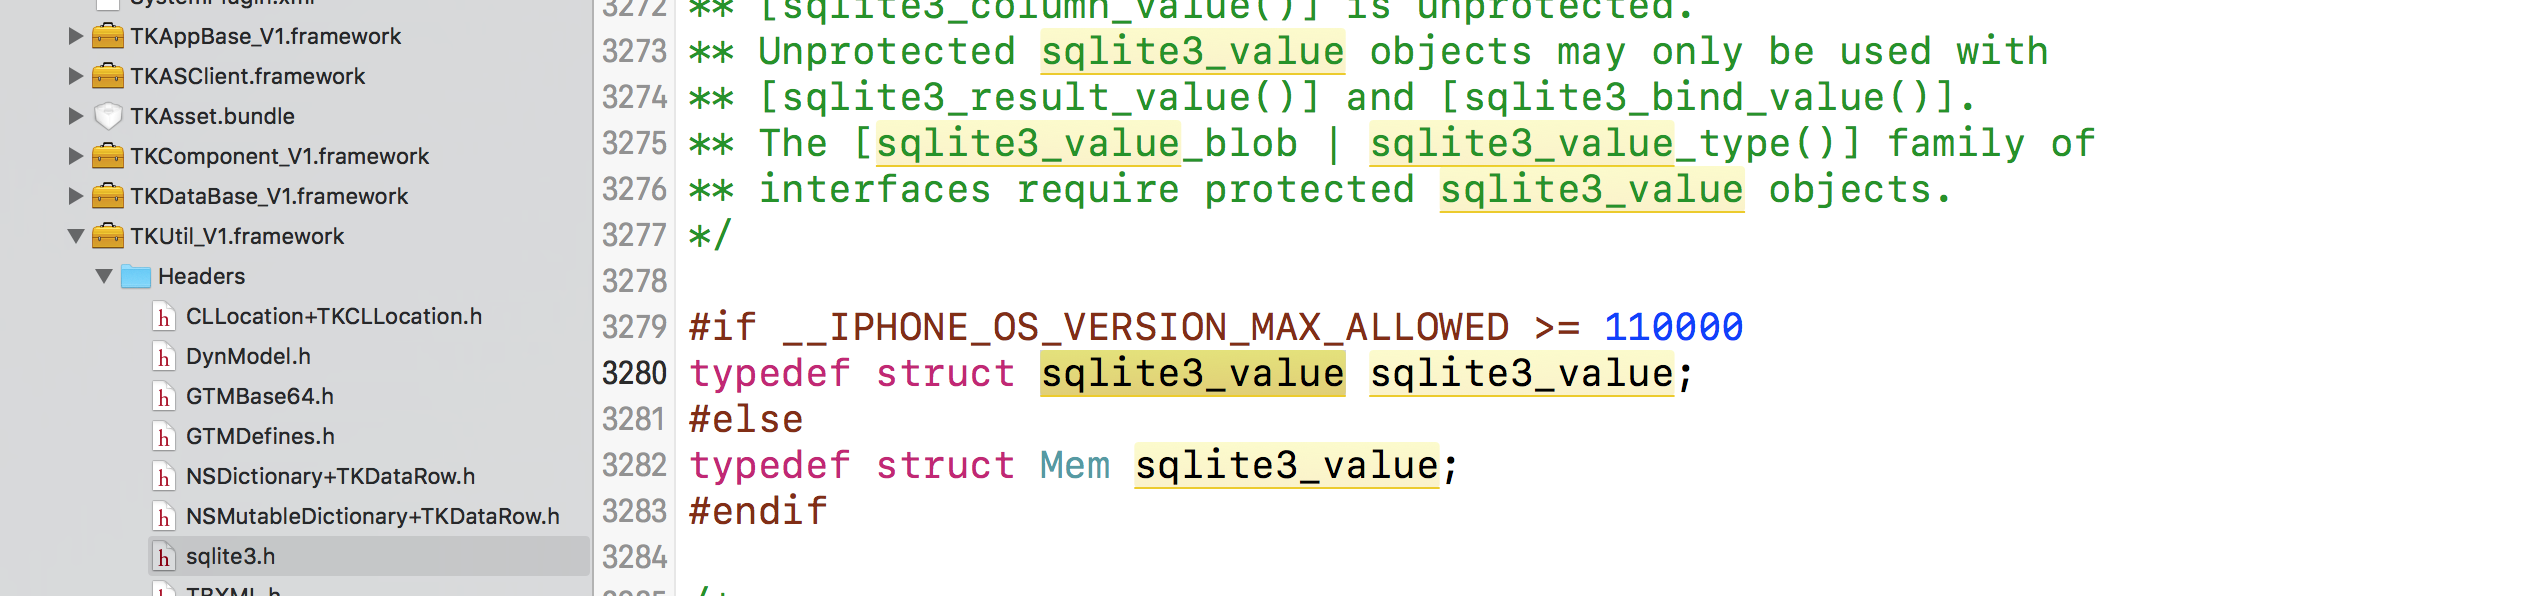 SystemPlugin.xml
TKAppBase_V1.framework
TKASClient.framework
TKAsset.bundle
TKComponent_V1.framework
TKDataBase_V1.framework
TKUtil_V1.framework
Headers
CLLocation+TKCLLocation.h
DynModel.h
GTMBase64.h
GTMDefines.h
NSDictionary+TKDataRow.h
NSMutableDictionary+TKDataRow.h
sqlite3.h
TBXML.h
3272 ** [sqlite3_column_value()] is unprotected.
3273 ** Unprotected sqlite3_value objects may only be used with
3274 ** [sqlite3_result_value()] and [sqlite3_bind_value()].
3275 ** The [sqlite3_value_blob | sqlite3_value_type()] family of
3276 ** interfaces require protected sqlite3_value objects.
3277 */
3278
3279 #if __IPHONE_OS_VERSION_MAX_ALLOWED >= 110000
3280 typedef struct sqlite3_value sqlite3_value;
3281 #else
3282 typedef struct Mem sqlite3_value;
3283 #endif
3284